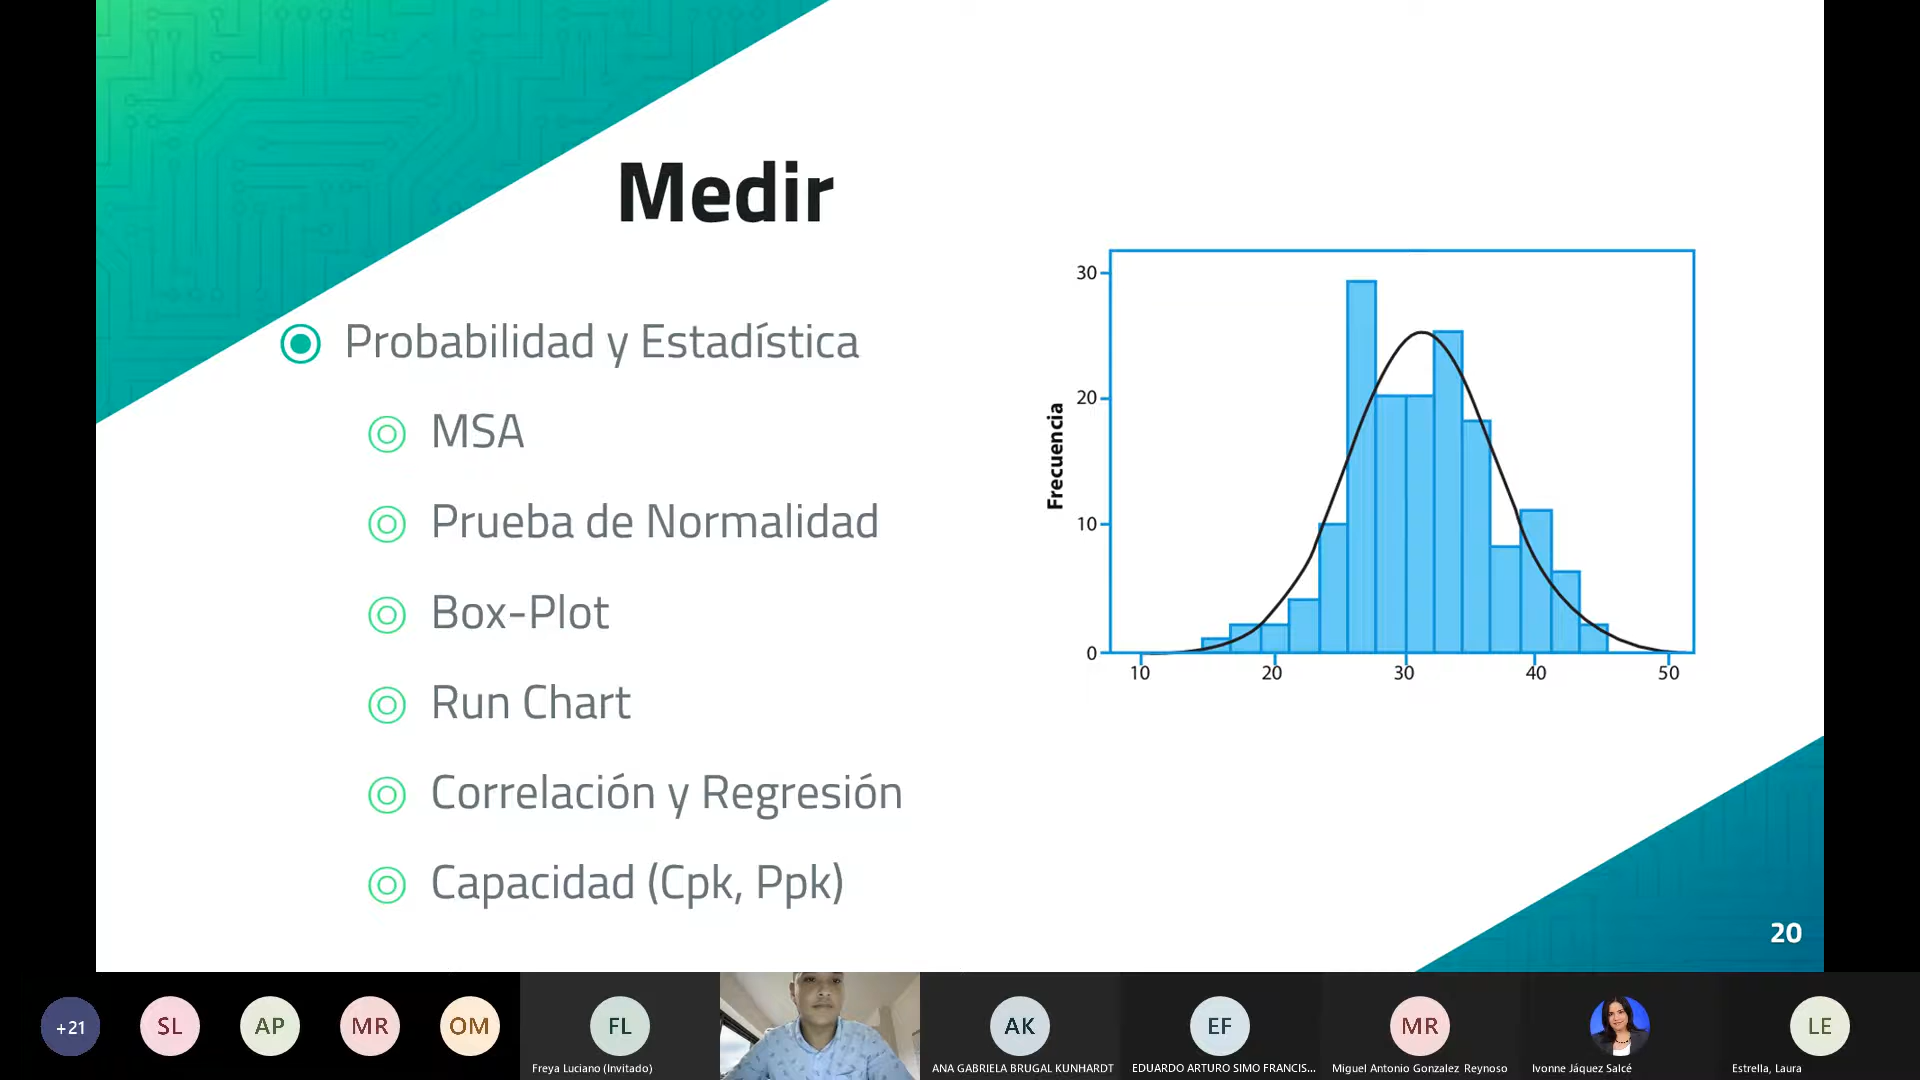 Medir
Probabilidad y Estadística
MSA
Prueba de Normalidad
Box-Plot
Run Chart
Correlación y Regresión
Capacidad (Cpk, Ppk)
Frecuencia
30
20
10
0
10 20 30 40 50
20
+21 SL AP MR OM FL AK EF MR LE
Freya Luciano (Invitado) ANA GABRIELA BRUGAL KUNHARDT EDUARDO ARTURO SIMO FRANCIS... Miguel Antonio Gonzalez Reynoso Ivonne Jáquez Salcé Estrella, Laura